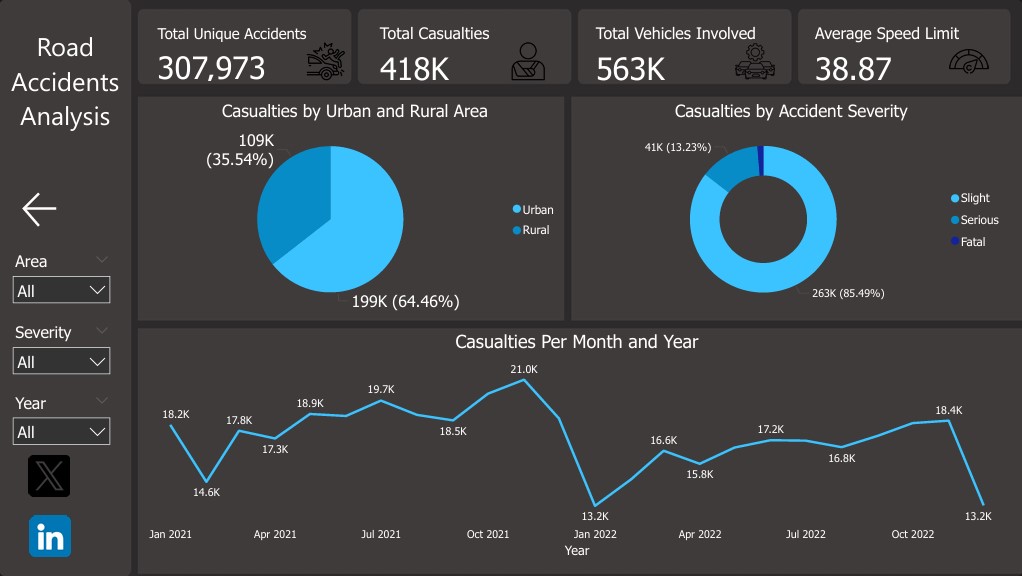 Road
Accidents
Analysis
Total Unique Accidents
307,973
Total Casualties
418K
Total Vehicles Involved
563K
Average Speed Limit
38.87
Area
All
Severity
All
Year
All
X
in
Casualties by Urban and Rural Area
109K
(35.54%)
199K (64.46%)
Urban
Rural
Casualties by Accident Severity
41K (13.23%)
263K (85.49%)
Slight
Serious
Fatal
Casualties Per Month and Year
18.2K
14.6K
17.8K
17.3K
18.9K
19.7K
18.5K
21.0K
13.2K
16.6K
15.8K
17.2K
16.8K
18.4K
13.2K
Jan 2021
Apr 2021
Jul 2021
Oct 2021
Jan 2022
Apr 2022
Jul 2022
Oct 2022
Year